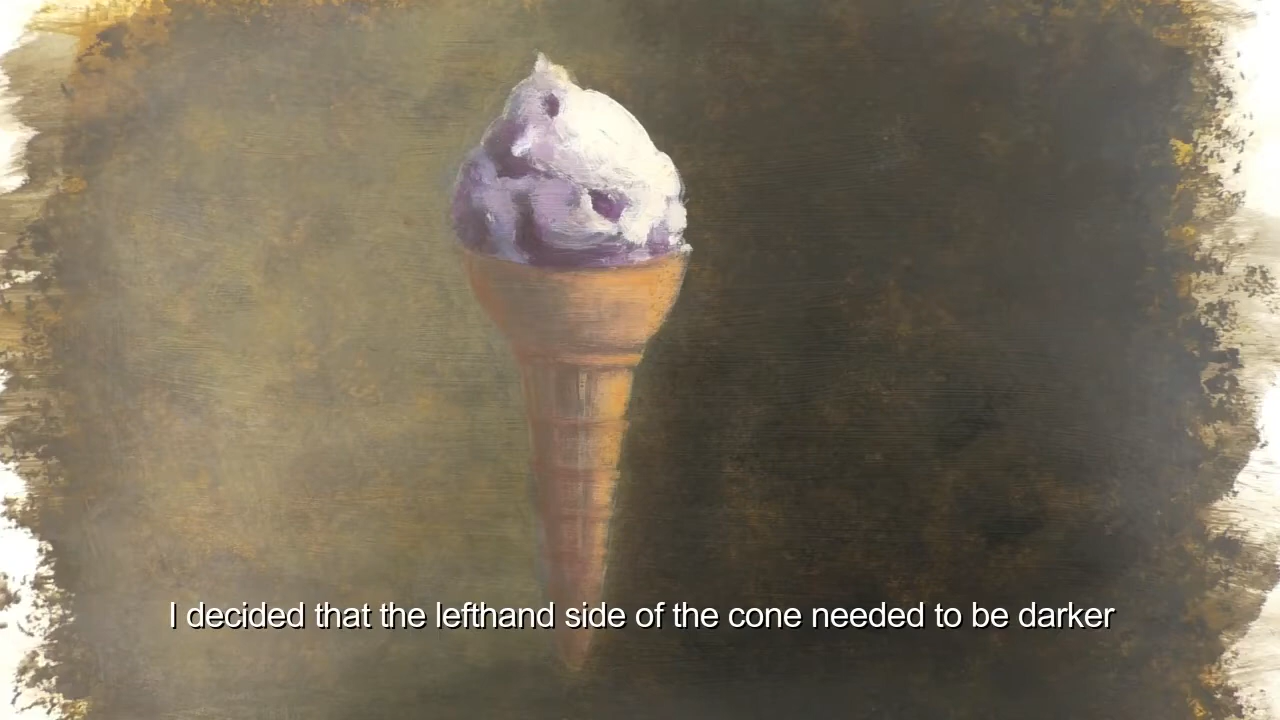 I decided that the lefthand side of the cone needed to be darker